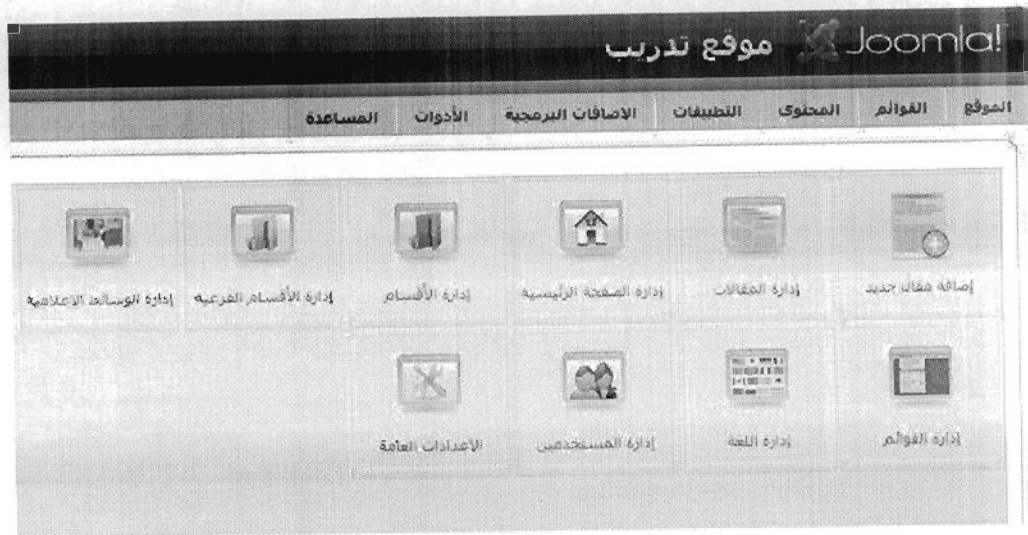 Joomla! موقع تدريب
الموقع القوائم المحتوى التطبيقات الاضافات البرمجية الأدوات المساعدة
إضافة مقال جديد إدارة المقالات إدارة الصفحة الرئيسية إدارة الأقسام إدارة الأقسام الفرعية إدارة الوسائط الاعلامية
إدارة القوائم إدارة اللغة إدارة المستخدمين الاعدادات العامة